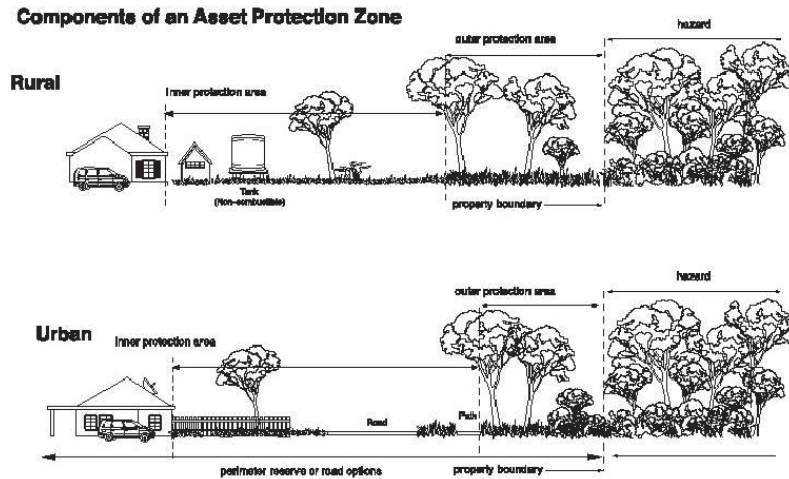 Components of an Asset Protection Zone
hazard
outer protection area
Rural
inner protection area
Tank
(Non-combustible)
property boundary
hazard
outer protection area
Urban
inner protection area
Path
Road
perimeter reserve or road options
property boundary